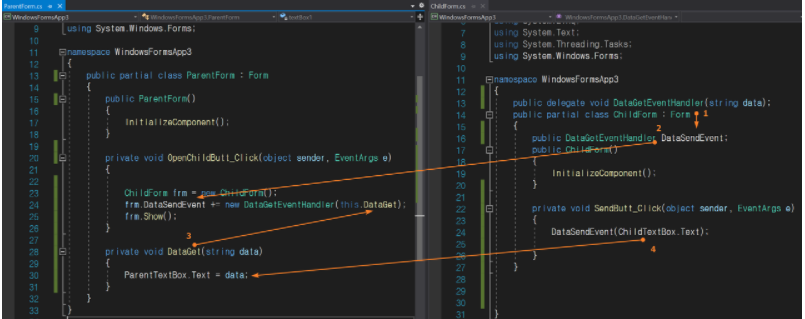 ParentForm.cs
WindowsFormsApp3
WindowsFormsApp3.ParentForm
textBox1
9 using System.Windows.Forms;
10
11 namespace WindowsFormsApp3
12 {
13 public partial class ParentForm : Form
14 {
15 public ParentForm()
16 {
17 InitializeComponent();
18 }
19
20 private void OpenChildButt_Click(object sender, EventArgs e)
21 {
22
23 ChildForm frm = new ChildForm();
24 frm.DataSendEvent += new DataGetEventHandler(this.DataGet);
25 frm.Show();
26 }
27 3
28 private void DataGet(string data)
29 {
30 ParentTextBox.Text = data;
31 }
32 }
33 }
ChildForm.cs
WindowsFormsApp3
WindowsFormsApp3.DataGetEventHan
7 using System.Text;
8 using System.Threading.Tasks;
9 using System.Windows.Forms;
10
11 namespace WindowsFormsApp3
12 {
13 public delegate void DataGetEventHandler(string data);
14 public partial class ChildForm : Form 1
15 {
16 public DataGetEventHandler DataSendEvent; 2
17 public ChildForm()
18 {
19 InitializeComponent();
20 }
21
22 private void SendButt_Click(object sender, EventArgs e)
23 {
24 DataSendEvent(ChildTextBox.Text);
25 4
26 }
27 }
28
29
30
31 }